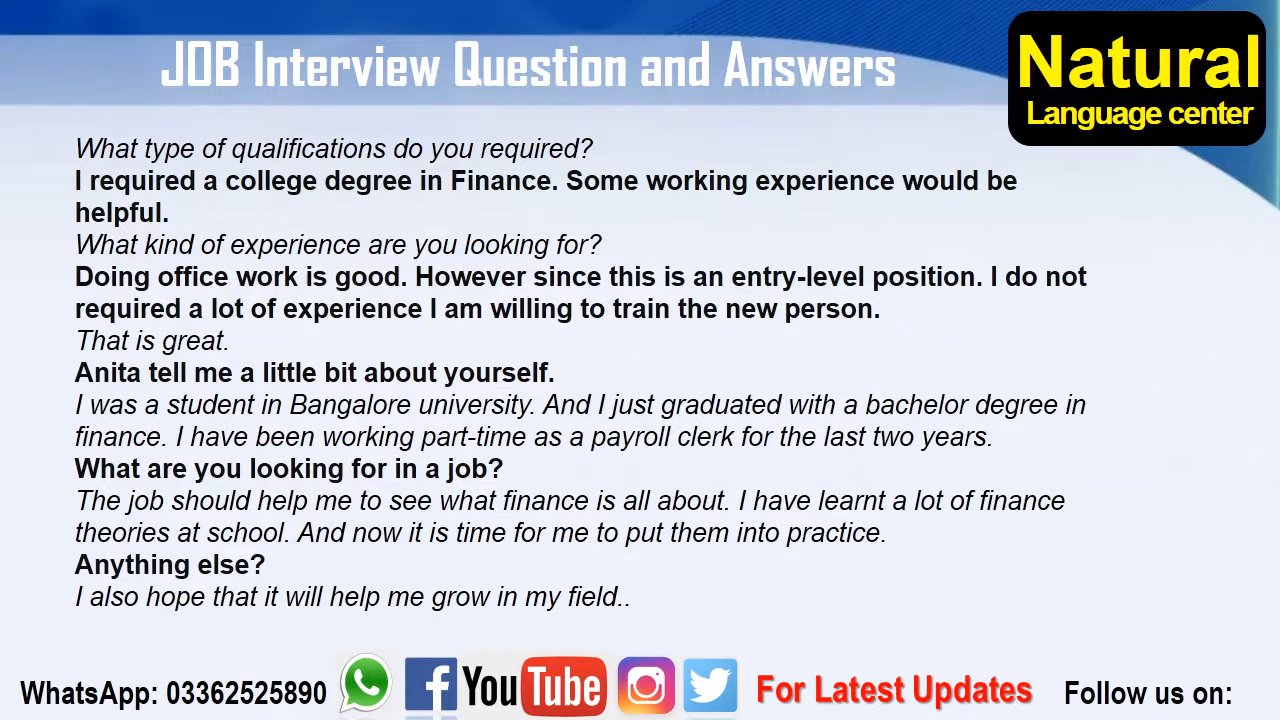 JOB Interview Question and Answers
Natural
Language center
What type of qualifications do you required?
I required a college degree in Finance. Some working experience would be
helpful.
What kind of experience are you looking for?
Doing office work is good. However since this is an entry-level position. I do not
required a lot of experience I am willing to train the new person.
That is great.
Anita tell me a little bit about yourself.
I was a student in Bangalore university. And I just graduated with a bachelor degree in
finance. I have been working part-time as a payroll clerk for the last two years.
What are you looking for in a job?
The job should help me to see what finance is all about. I have learnt a lot of finance
theories at school. And now it is time for me to put them into practice.
Anything else?
I also hope that it will help me grow in my field..
WhatsApp: 03362525890 f YouTube For Latest Updates Follow us on: